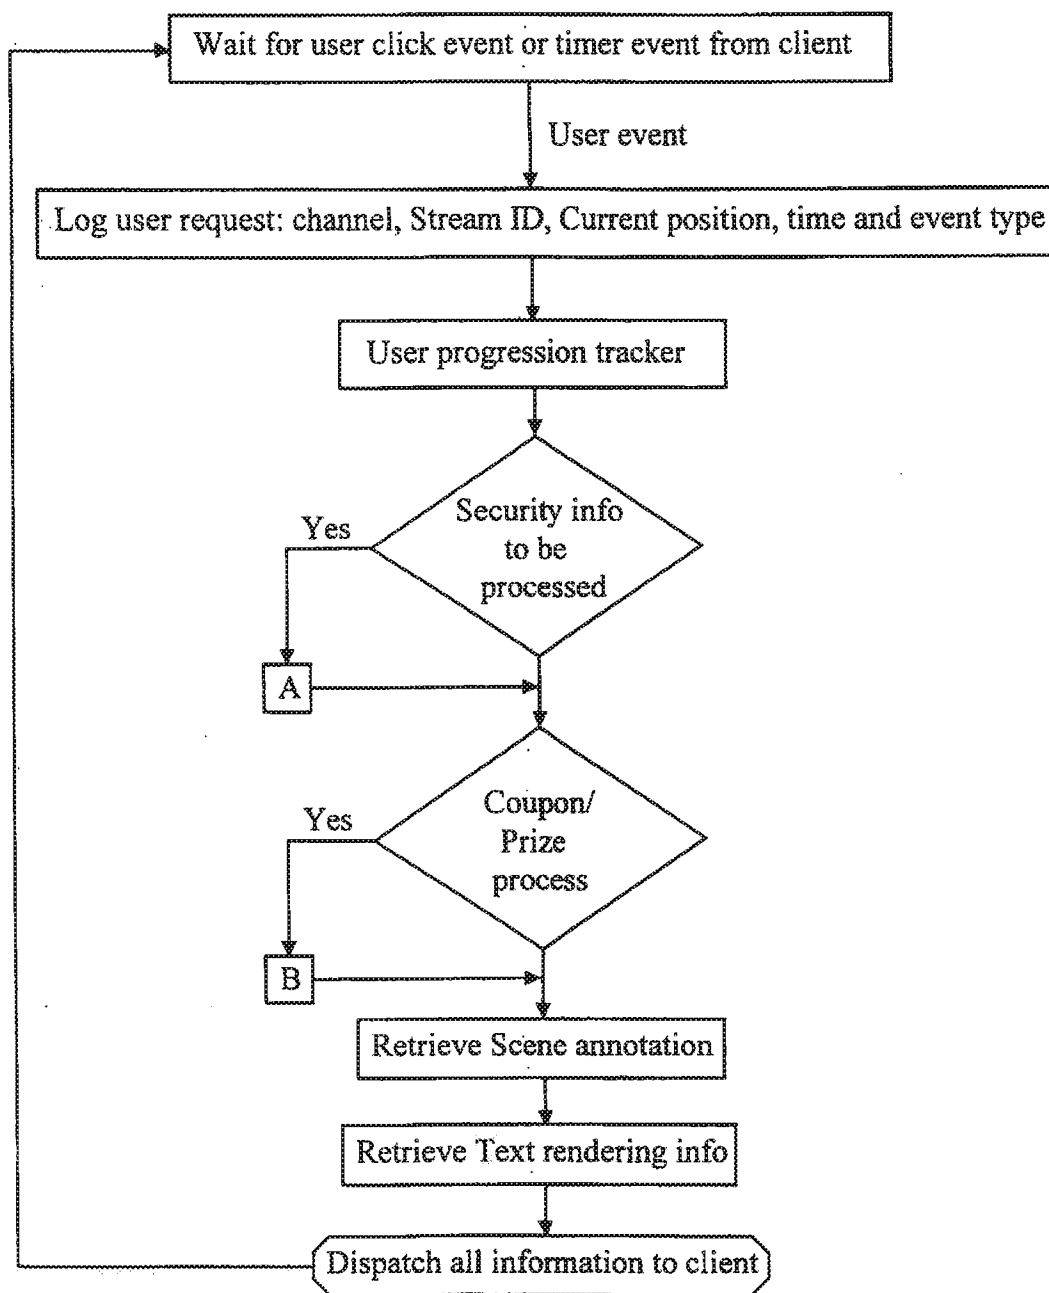 Wait for user click event or timer event from client
User event
Log user request: channel, Stream ID, Current position, time and event type
User progression tracker
Security info
to be
processed
Yes
A
Coupon/
Prize
process
Yes
B
Retrieve Scene annotation
Retrieve Text rendering info
Dispatch all information to client